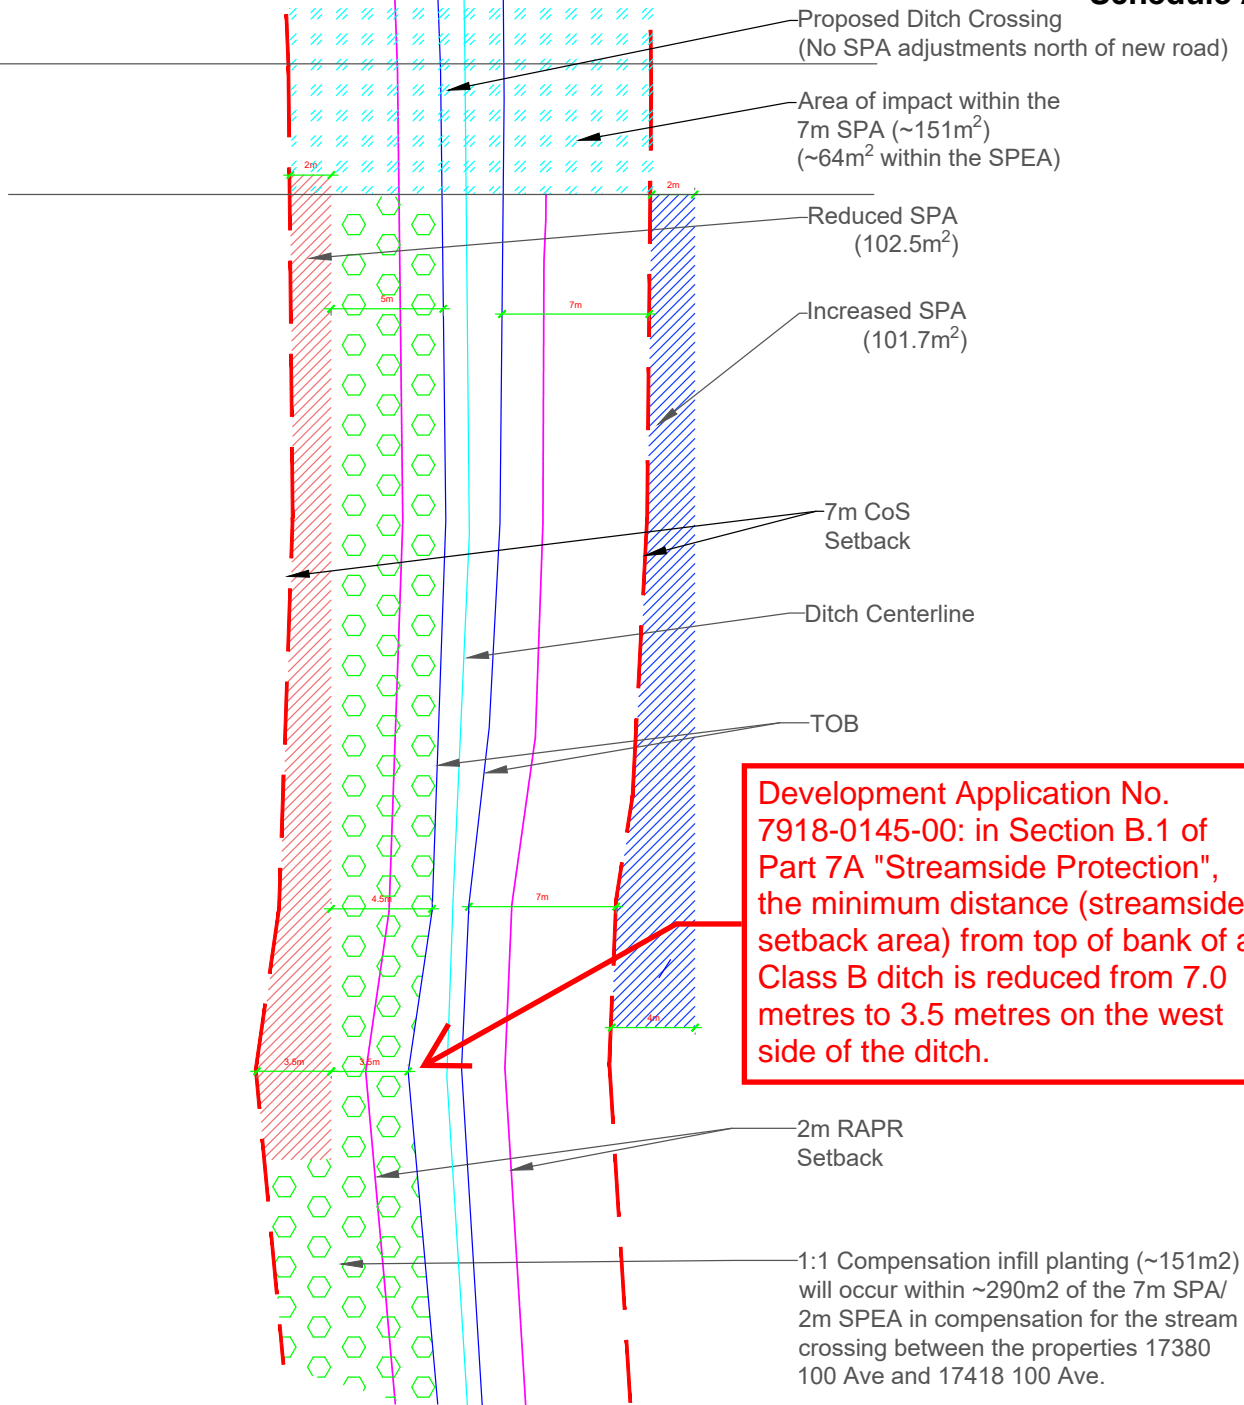 Proposed Ditch Crossing
(No SPA adjustments north of new road)
Area of impact within the
7m SPA (~151m²)
(~64m² within the SPEA)
2m
2m
Reduced SPA
(102.5m²)
5m
7m
Increased SPA
(101.7m²)
7m CoS
Setback
Ditch Centerline
TOB
Development Application No.
7918-0145-00: in Section B.1 of
Part 7A "Streamside Protection",
the minimum distance (streamside
setback area) from top of bank of a
Class B ditch is reduced from 7.0
metres to 3.5 metres on the west
side of the ditch.
4.5m
7m
4m
3.5m
3.5m
2m RAPR
Setback
1:1 Compensation infill planting (~151m2)
will occur within ~290m2 of the 7m SPA/
2m SPEA in compensation for the stream
crossing between the properties 17380
100 Ave and 17418 100 Ave.